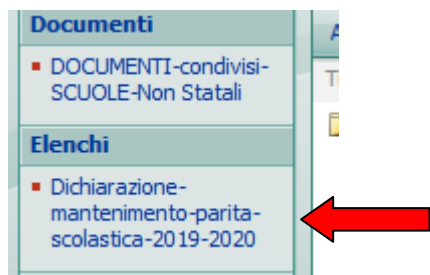 Documenti
DOCUMENTI-condivisi-
SCUOLE-Non Statali
Elenchi
Dichiarazione-
mantenimento-parita-
scolastica-2019-2020